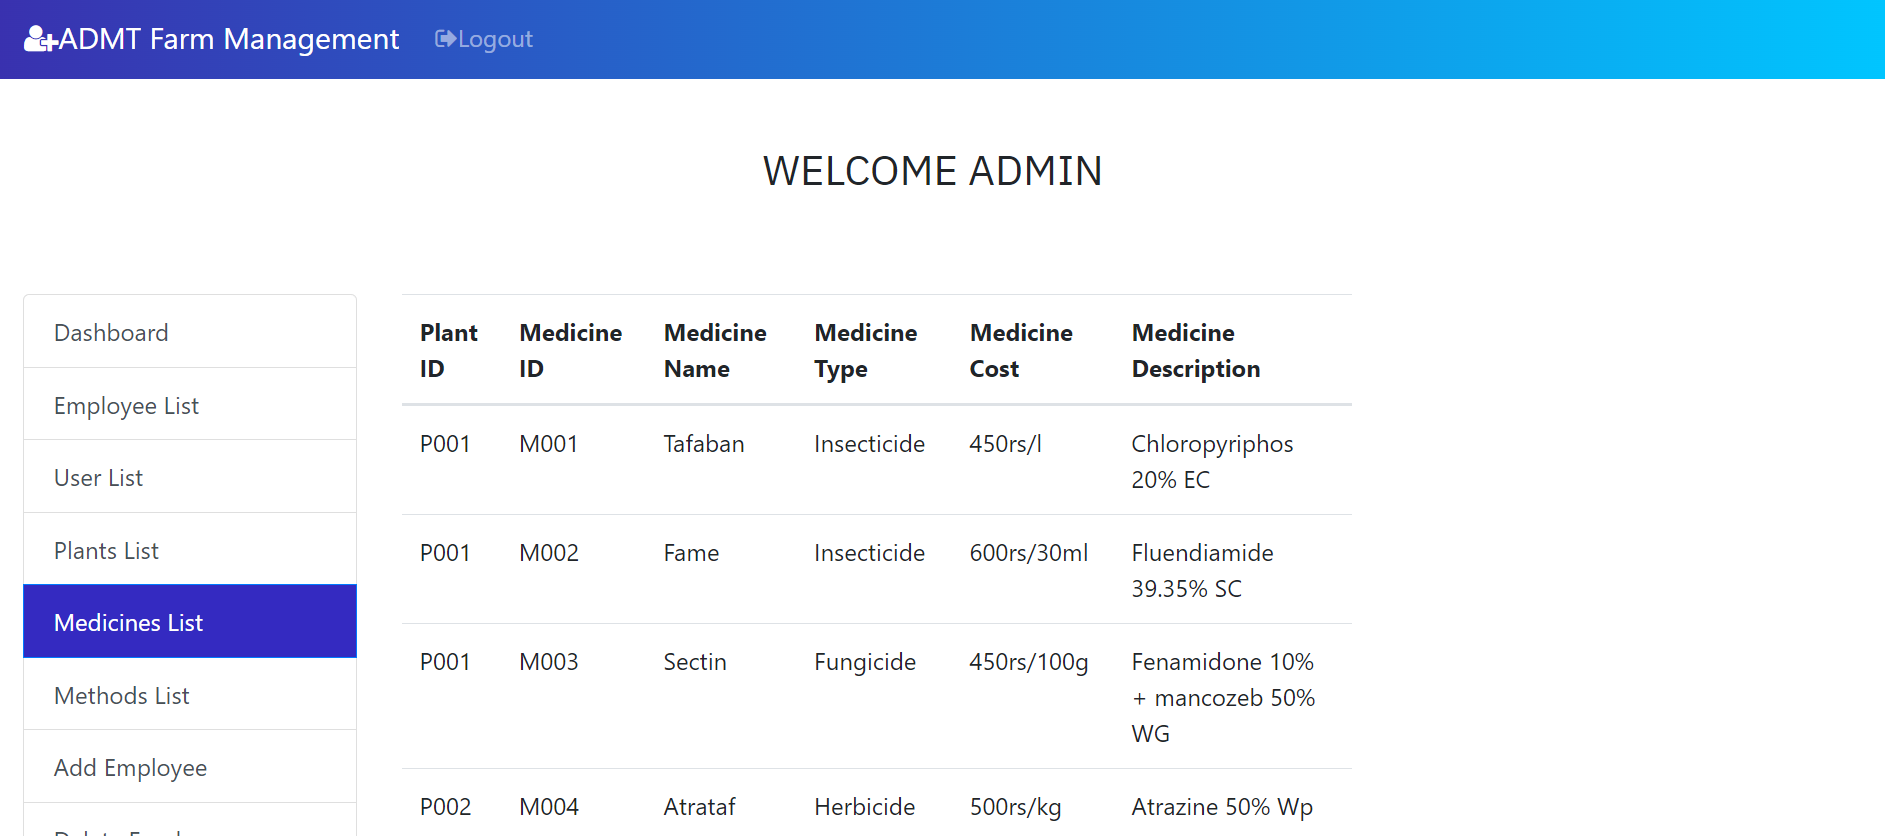 ADMT Farm Management Logout
WELCOME ADMIN
Dashboard
Employee List
User List
Plants List
Medicines List
Methods List
Add Employee
Plant ID Medicine ID Medicine Name Medicine Type Medicine Cost Medicine Description
P001 M001 Tafaban Insecticide 450rs/l Chloropyriphos
20% EC
P001 M002 Fame Insecticide 600rs/30ml Fluendiamide
39.35% SC
P001 M003 Sectin Fungicide 450rs/100g Fenamidone 10%
+ mancozeb 50%
WG
P002 M004 Atrataf Herbicide 500rs/kg Atrazine 50% Wp